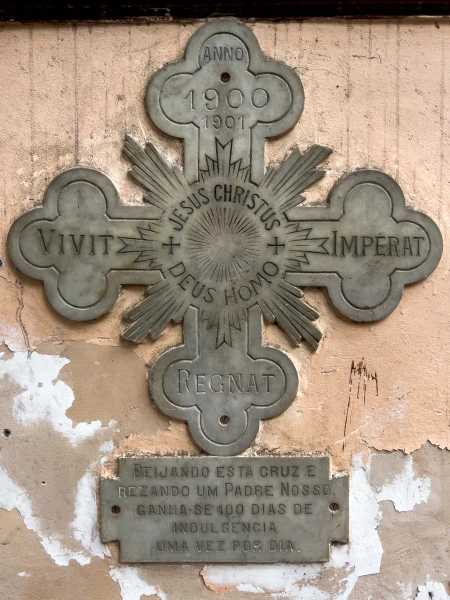 ANNO
1900
1901
JESUS CHRISTUS
VIVIT
IMPERAT
DEUS HOMO
REGNAT
BEIJANDO ESTA CRUZ E
REZANDO UM PADRE NOSSO,
GANHA-SE 100 DIAS DE
INDULGENCIA
UMA VEZ POR DIA.